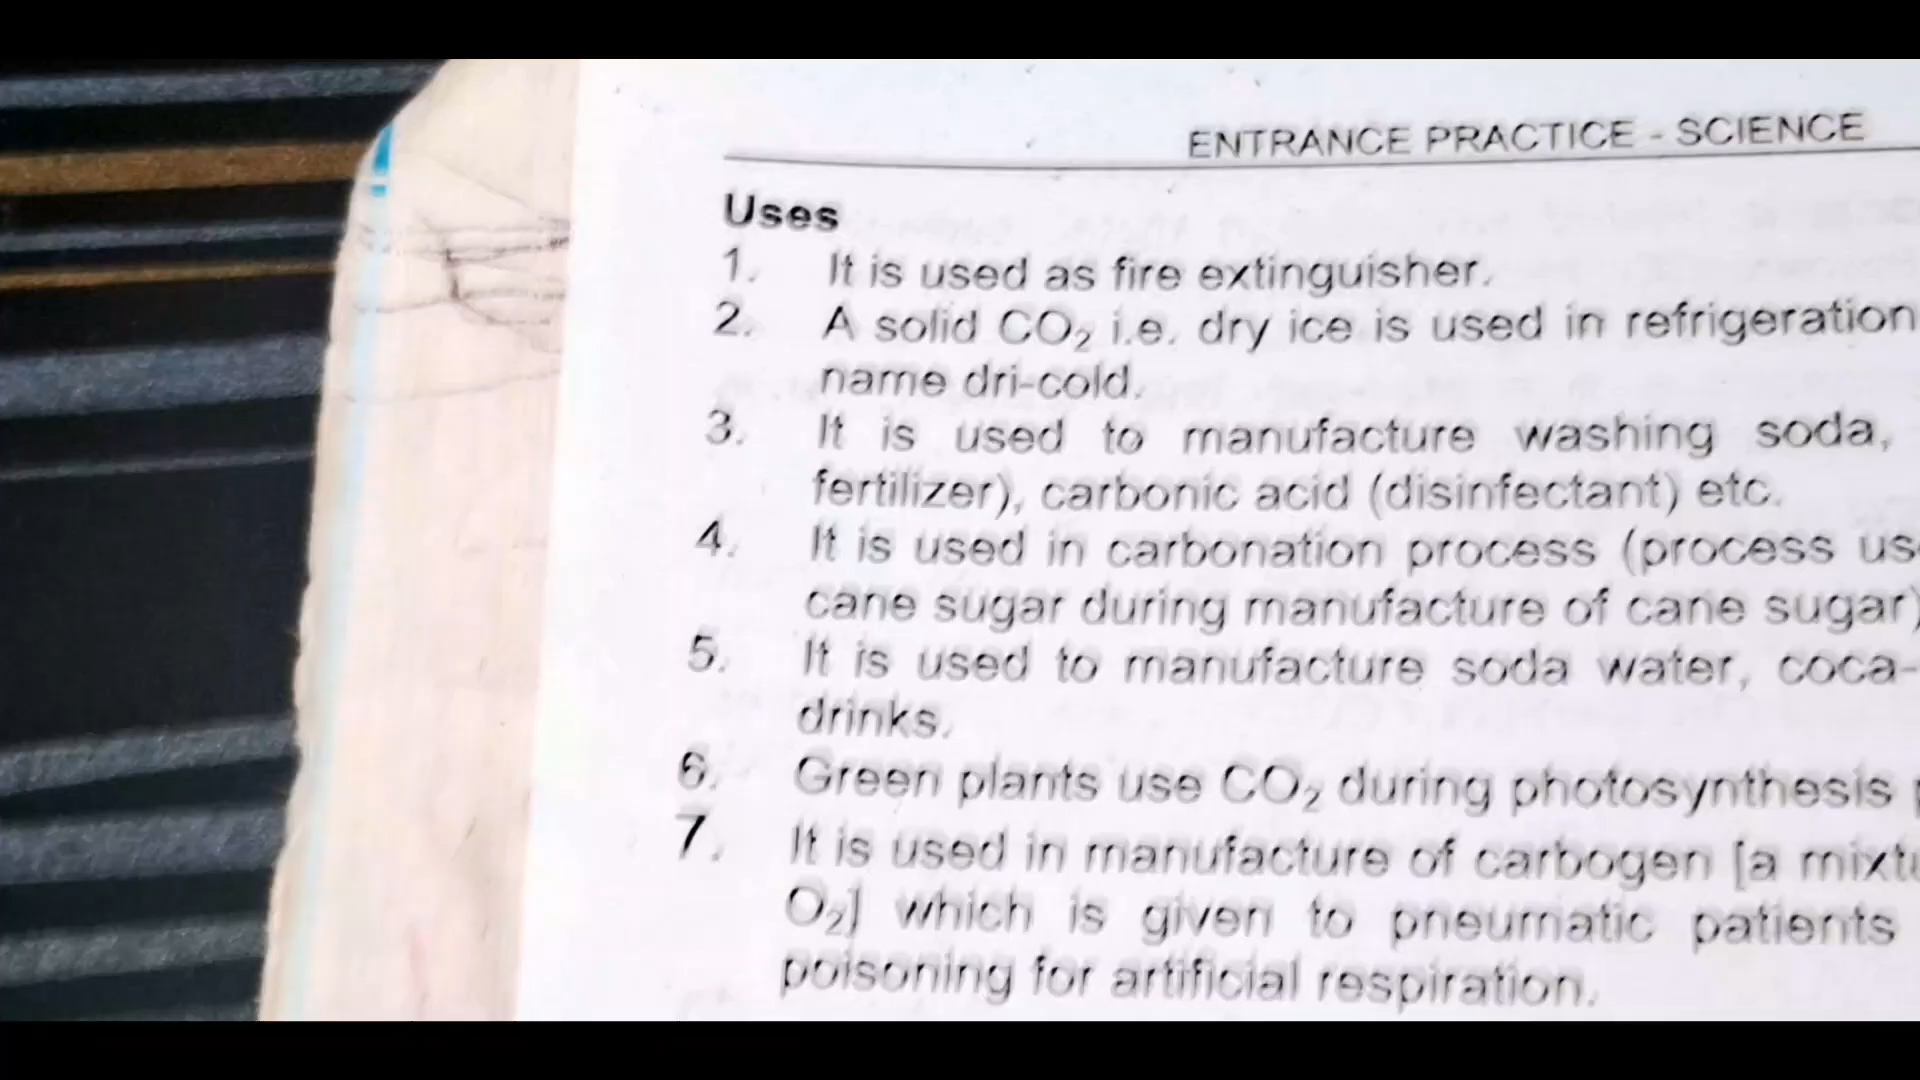 ENTRANCE PRACTICE - SCIENCE
Uses
1. It is used as fire extinguisher.
2. A solid CO₂ i.e. dry ice is used in refrigeration
name dri-cold.
3. It is used to manufacture washing soda,
fertilizer), carbonic acid (disinfectant) etc.
4. It is used in carbonation process (process
cane sugar during manufacture of cane sugar)
5. It is used to manufacture soda water, coca-
drinks.
6. Green plants use CO₂ during photosynthesis
7. It is used in manufacture of carbogen [a
O₂] which is given to pneumatic patients
poisoning for artificial respiration.